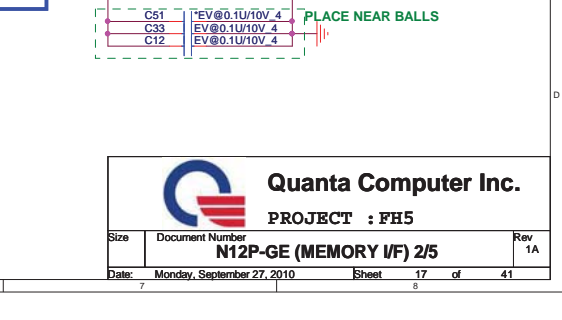 C51 *EV@0.1U/10V_4 PLACE NEAR BALLS
C33 EV@0.1U/10V_4
C12 EV@0.1U/10V_4
D
Quanta Computer Inc.
PROJECT : FH5
Size Document Number Rev
N12P-GE (MEMORY I/F) 2/5 1A
Date: Monday, September 27, 2010 Sheet 17 of 41
7 8